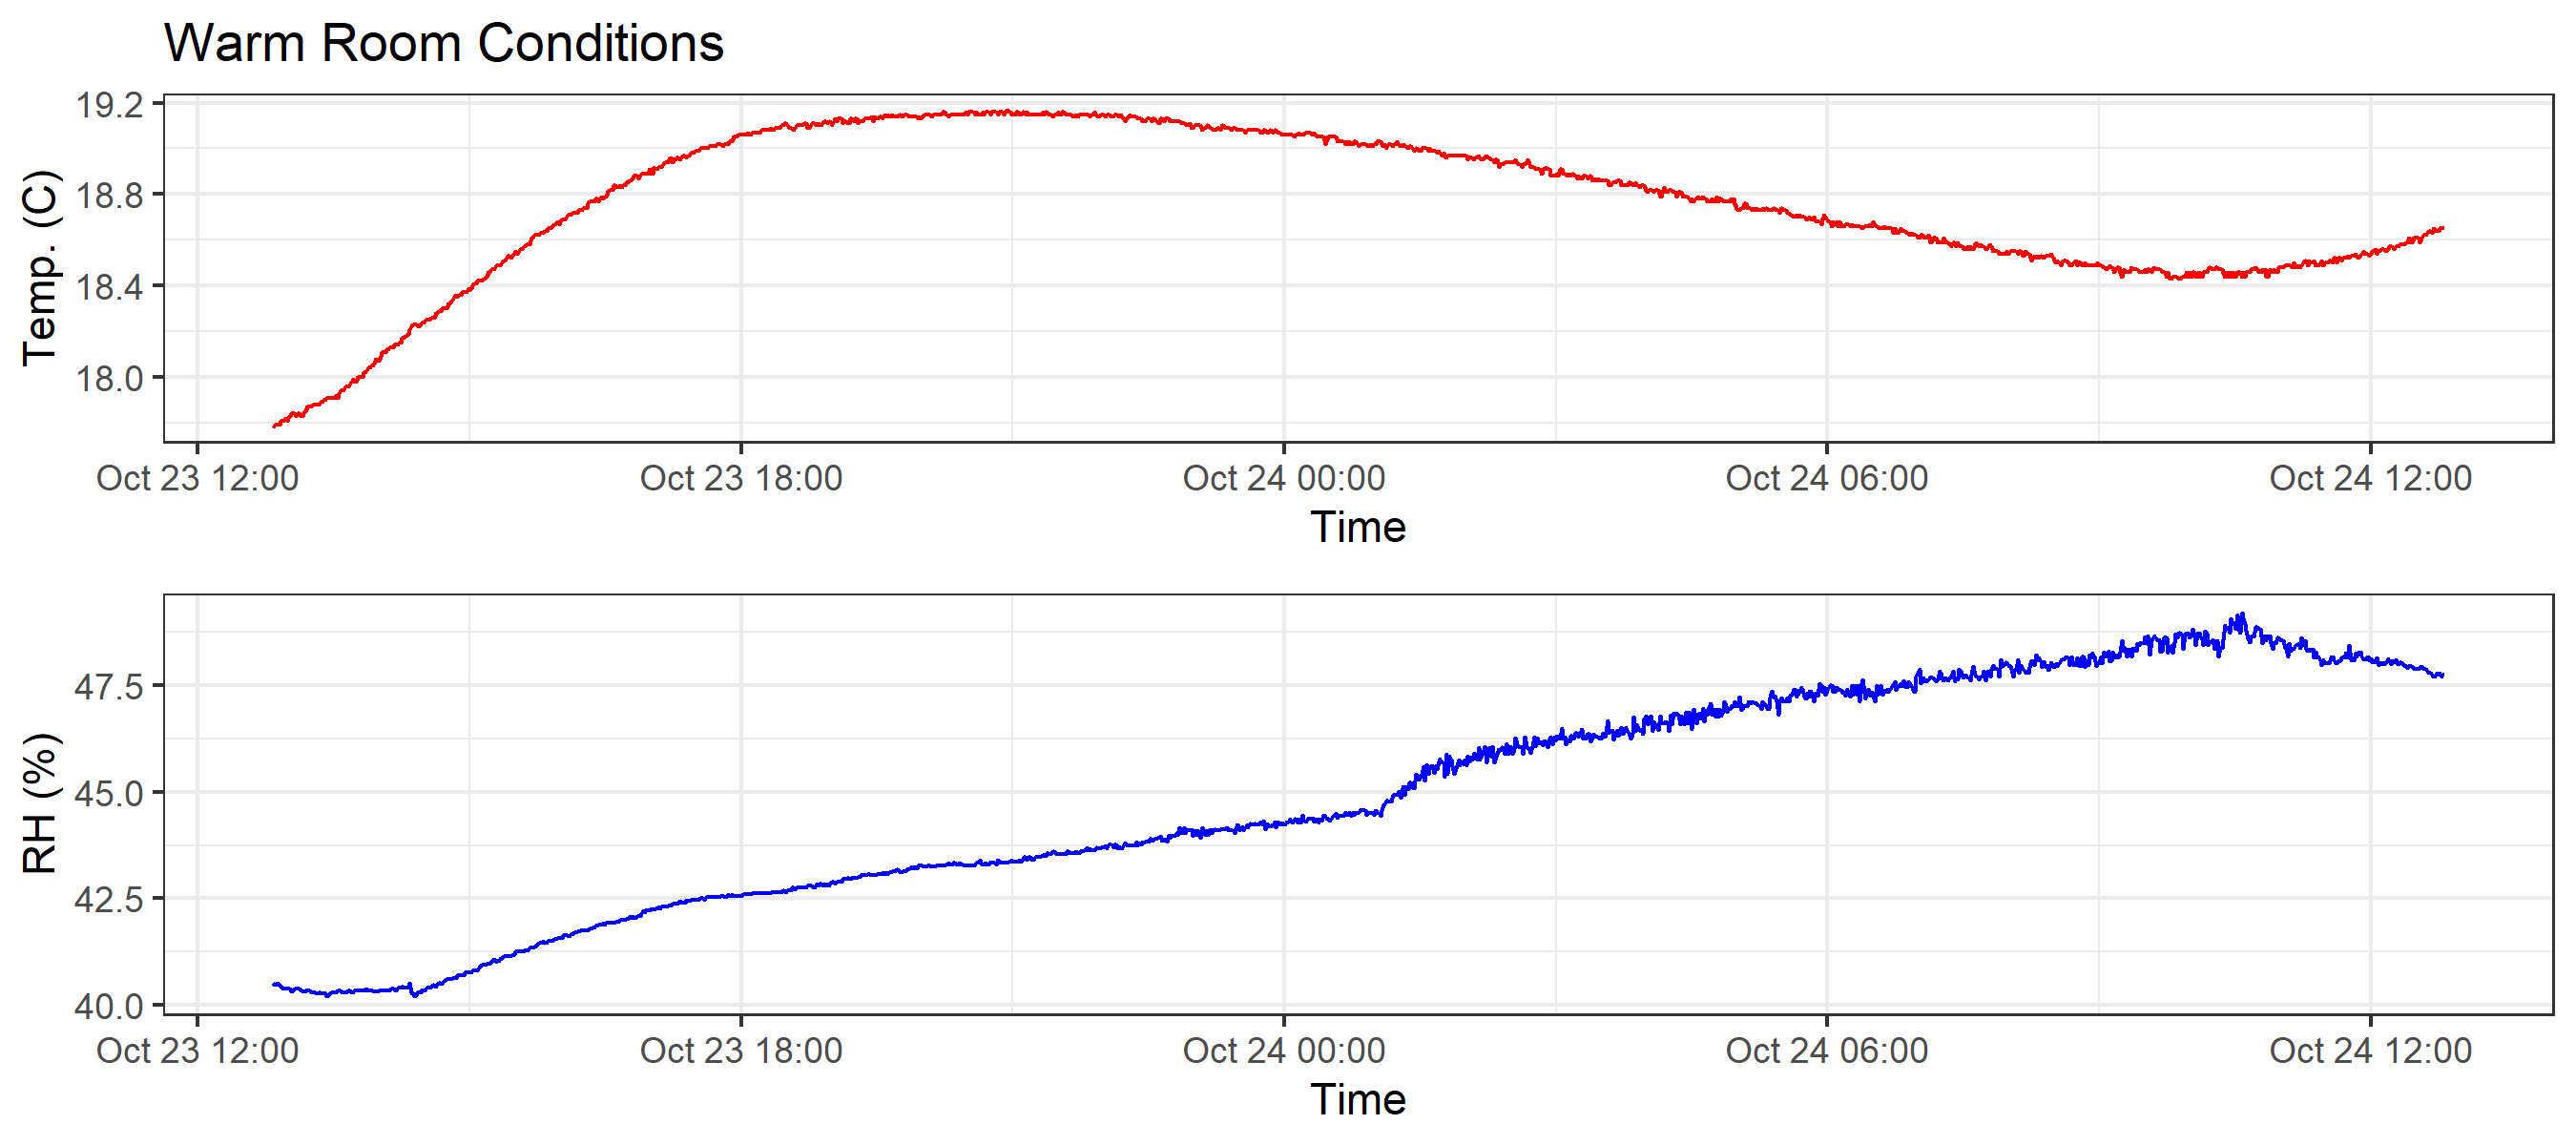 Warm Room Conditions
19.2
18.8
18.4
18.0
Temp. (C)
Oct 23 12:00 Oct 23 18:00 Oct 24 00:00 Oct 24 06:00 Oct 24 12:00
Time
47.5
45.0
42.5
40.0
RH (%)
Oct 23 12:00 Oct 23 18:00 Oct 24 00:00 Oct 24 06:00 Oct 24 12:00
Time